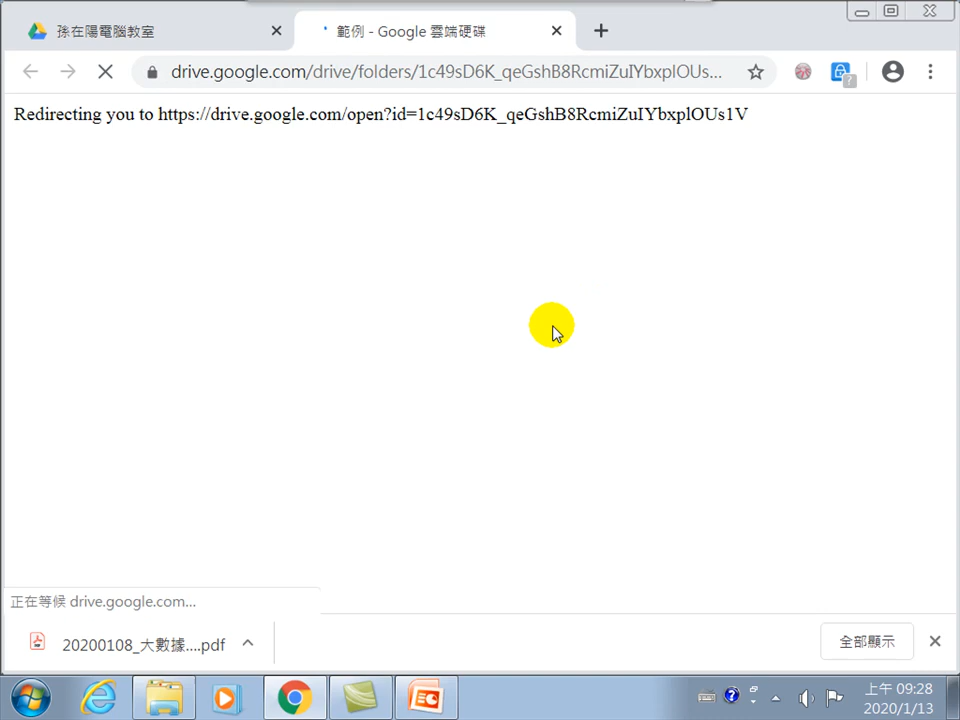 孫在陽電腦教室
範例 - Google 雲端硬碟
drive.google.com/drive/folders/1c49sD6K_qeGshB8RcmiZuIYbxplOUs...
Redirecting you to https://drive.google.com/open?id=1c49sD6K_qeGshB8RcmiZuIYbxplOUs1V
正在等候 drive.google.com...
20200108_大數據....pdf
全部顯示
上午 09:28
2020/1/13